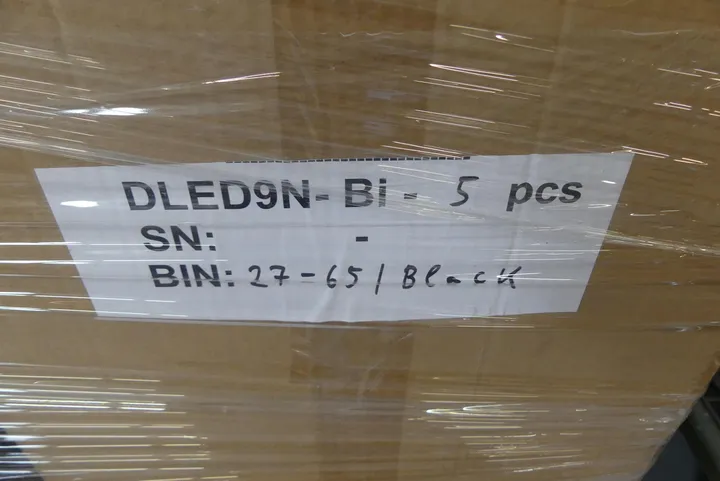 DLED9N-Bi-5 pcs
SN: -
BIN: 27-65/Black